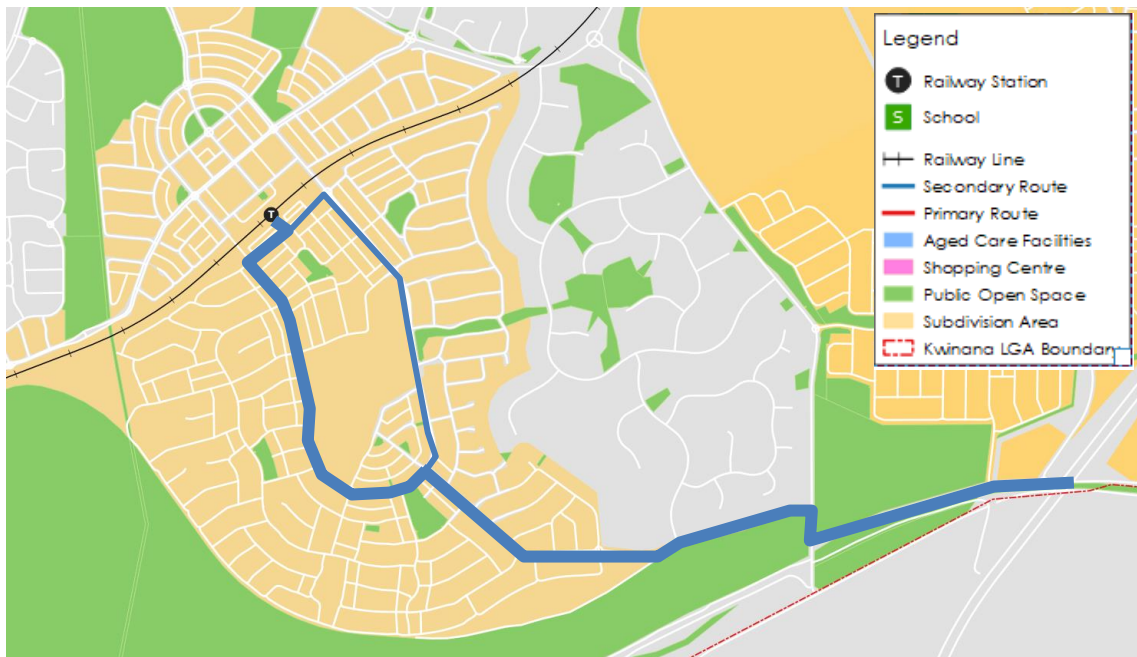 Legend
T Railway Station
S School
Railway Line
Secondary Route
Primary Route
Aged Care Facilities
Shopping Centre
Public Open Space
Subdivision Area
Kwinana LGA Boundary
T